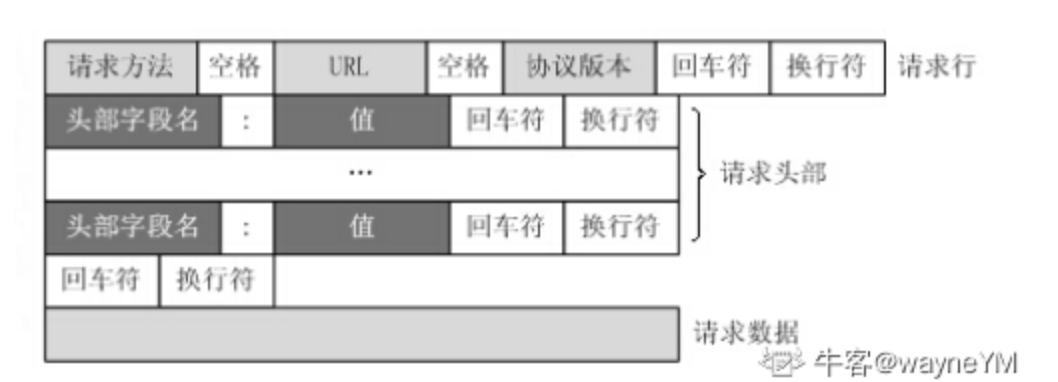 请求方法 空格 URL 空格 协议版本 回车符 换行符 请求行
头部字段名 : 值 回车符 换行符
… 请求头部
头部字段名 : 值 回车符 换行符
回车符 换行符
请求数据
牛客@wayneYM